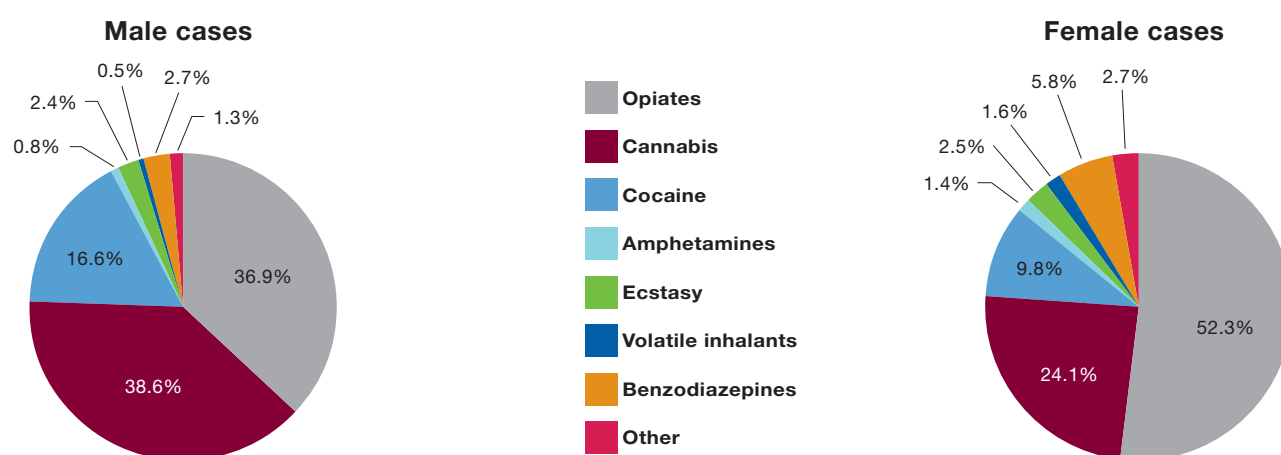 Male cases
0.5%
2.7%
2.4%
1.3%
0.8%
16.6%
36.9%
38.6%
Opiates
Cannabis
Cocaine
Amphetamines
Ecstasy
Volatile inhalants
Benzodiazepines
Other
Female cases
5.8%
2.7%
1.6%
2.5%
1.4%
9.8%
52.3%
24.1%